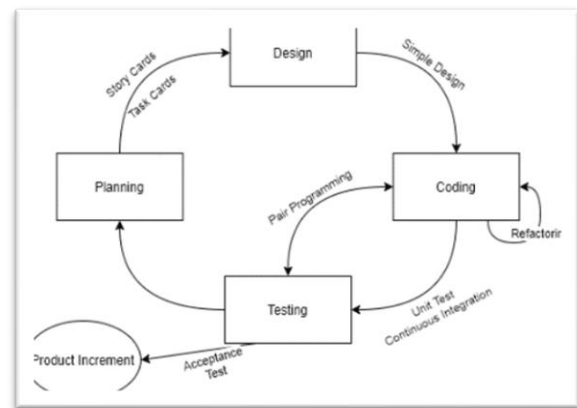 Design
Story Cards
Task Cards
Simple Design
Planning
Pair Programming
Coding
Refactorin
Testing
Unit Test
Continuous Integration
Product Increment
Acceptance
Test